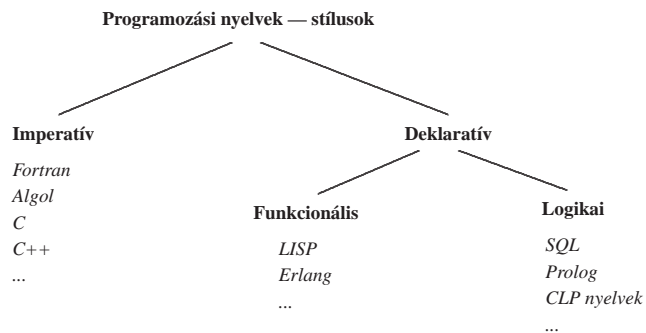 Programozási nyelvek — stílusok
Imperatív
Fortran
Algol
C
C++
...
Deklaratív
Funkcionális
LISP
Erlang
...
Logikai
SQL
Prolog
CLP nyelvek
...